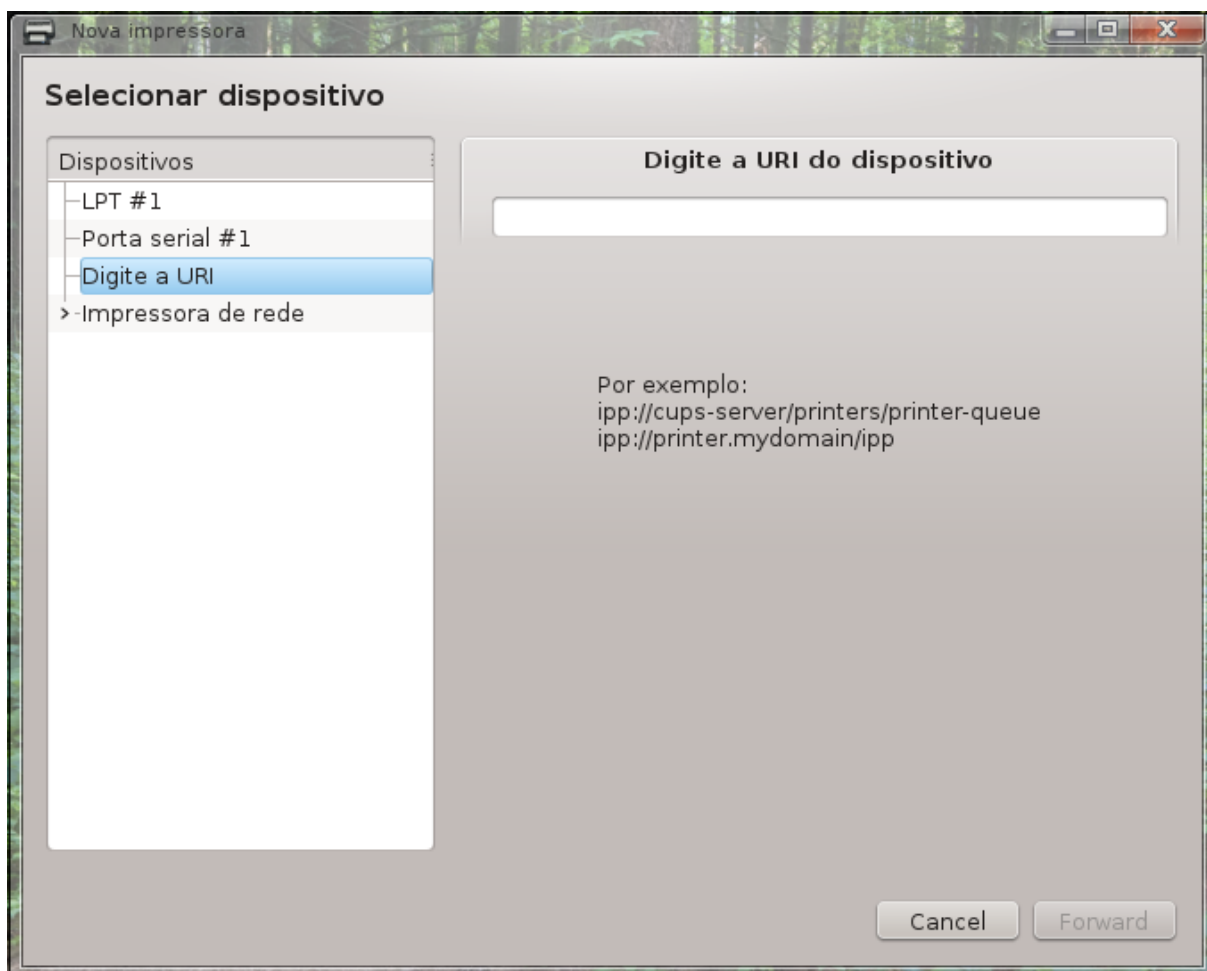 Nova impressora
Selecionar dispositivo
Dispositivos
LPT #1
Porta serial #1
Digite a URI
Impressora de rede
Digite a URI do dispositivo
Por exemplo:
ipp://cups-server/printers/printer-queue
ipp://printer.mydomain/ipp
Cancel
Forward